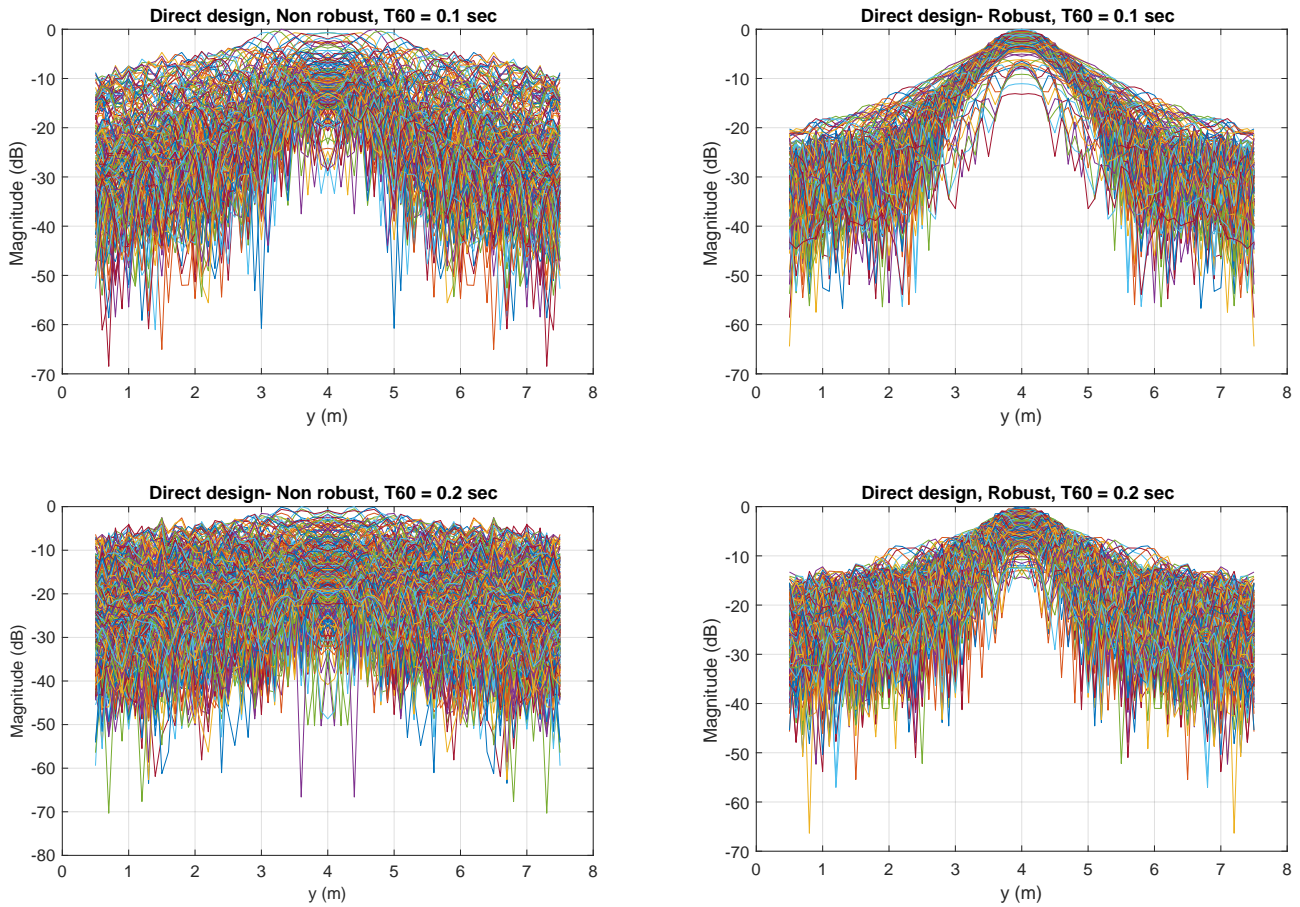 Direct design, Non robust, T60 = 0.1 sec
0
-10
-20
-30
-40
-50
-60
-70
Magnitude (dB)
0 1 2 3 4 5 6 7 8
y (m)
Direct design- Robust, T60 = 0.1 sec
0
-10
-20
-30
-40
-50
-60
-70
Magnitude (dB)
1 2 3 4 5 6 7 8
y (m)
Direct design- Non robust, T60 = 0.2 sec
0
-10
-20
-30
-40
-50
-60
-70
-80
Magnitude (dB)
0 1 2 3 4 5 6 7 8
y (m)
Direct design, Robust, T60 = 0.2 sec
0
-10
-20
-30
-40
-50
-60
-70
Magnitude (dB)
1 2 3 4 5 6 7 8
y (m)